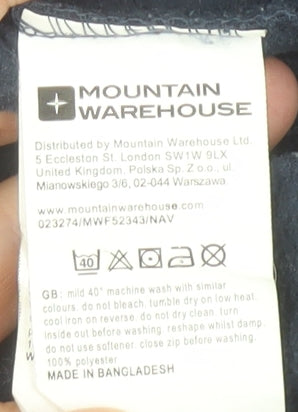 MOUNTAIN
WAREHOUSE
Distributed by Mountain Warehouse Ltd.
5 Eccleston St. London SW1W 9LX
United Kingdom. Polska Sp. Z o.o., ul.
Mianowskiego 3/6, 02-044 Warszawa.
www.mountainwarehouse.com
023274/MWF52343/NAV
40
GB: mild 40° machine wash with similar
colours. do not bleach. tumble dry on low heat.
cool iron on reverse. do not dry clean. turn
inside out before washing. reshape whilst damp.
do not use softener. close zip before washing.
100% polyester
MADE IN BANGLADESH